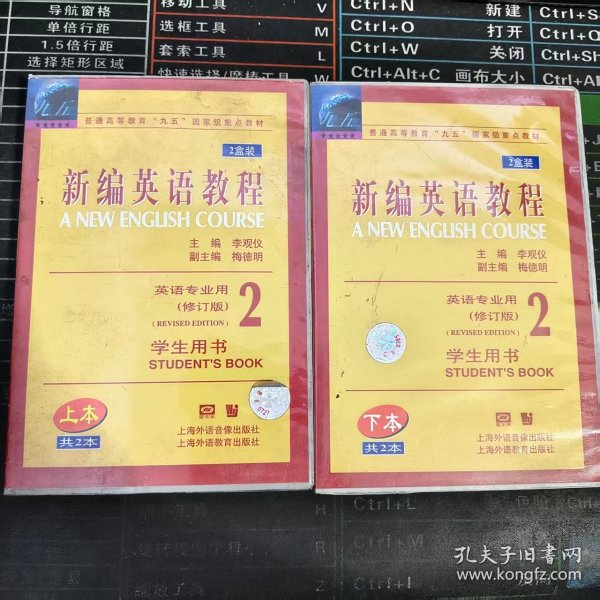 导航窗格
单倍行距
1.5倍行距
选择矩形区域
移动工具 V
选框工具 M
套索工具 L
快速选择/魔棒工具
Ctrl+N 新建
Ctrl+O 打开
Ctrl+W 关闭
Ctrl+Alt+C 画布大小
Ctrl+S
Ctrl+D
Ctrl+Sh
Ctrl+Alt
普通高等教育“九五”国家级重点教材
2盒装
新编英语教程
A NEW ENGLISH COURSE
主 编 李观仪
副主编 梅德明
英语专业用
(修订版)
(REVISED EDITION)
2
学生用书
STUDENT'S BOOK
上本
共2本
上海外语音像出版社
上海外语教育出版社
普通高等教育“九五”国家级重点教材
2盒装
新编英语教程
A NEW ENGLISH COURSE
主 编 李观仪
副主编 梅德明
英语专业用
(修订版)
(REVISED EDITION)
2
学生用书
STUDENT'S BOOK
下本
共2本
上海外语音像出版社
上海外语教育出版社
Ctrl+L
Ctrl+M
Ctrl+I
孔夫子旧书网
www.kongfz.com